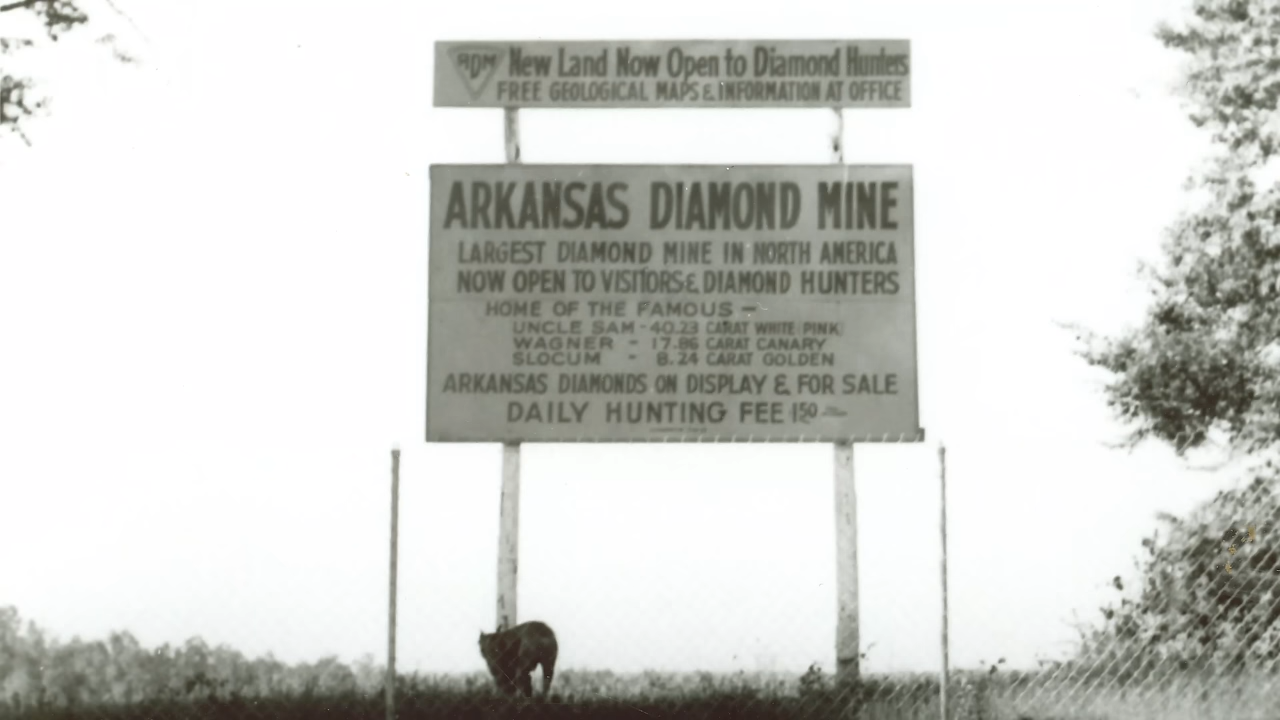 ADM New Land Now Open to Diamond Hunters
FREE GEOLOGICAL MAPS & INFORMATION AT OFFICE
ARKANSAS DIAMOND MINE
LARGEST DIAMOND MINE IN NORTH AMERICA
NOW OPEN TO VISITORS & DIAMOND HUNTERS
HOME OF THE FAMOUS -
UNCLE SAM - 40.23 CARAT WHITE (PINK)
WAGNER - 17.86 CARAT CANARY
SLOCUM - 8.24 CARAT GOLDEN
ARKANSAS DIAMONDS ON DISPLAY & FOR SALE
DAILY HUNTING FEE 1.50